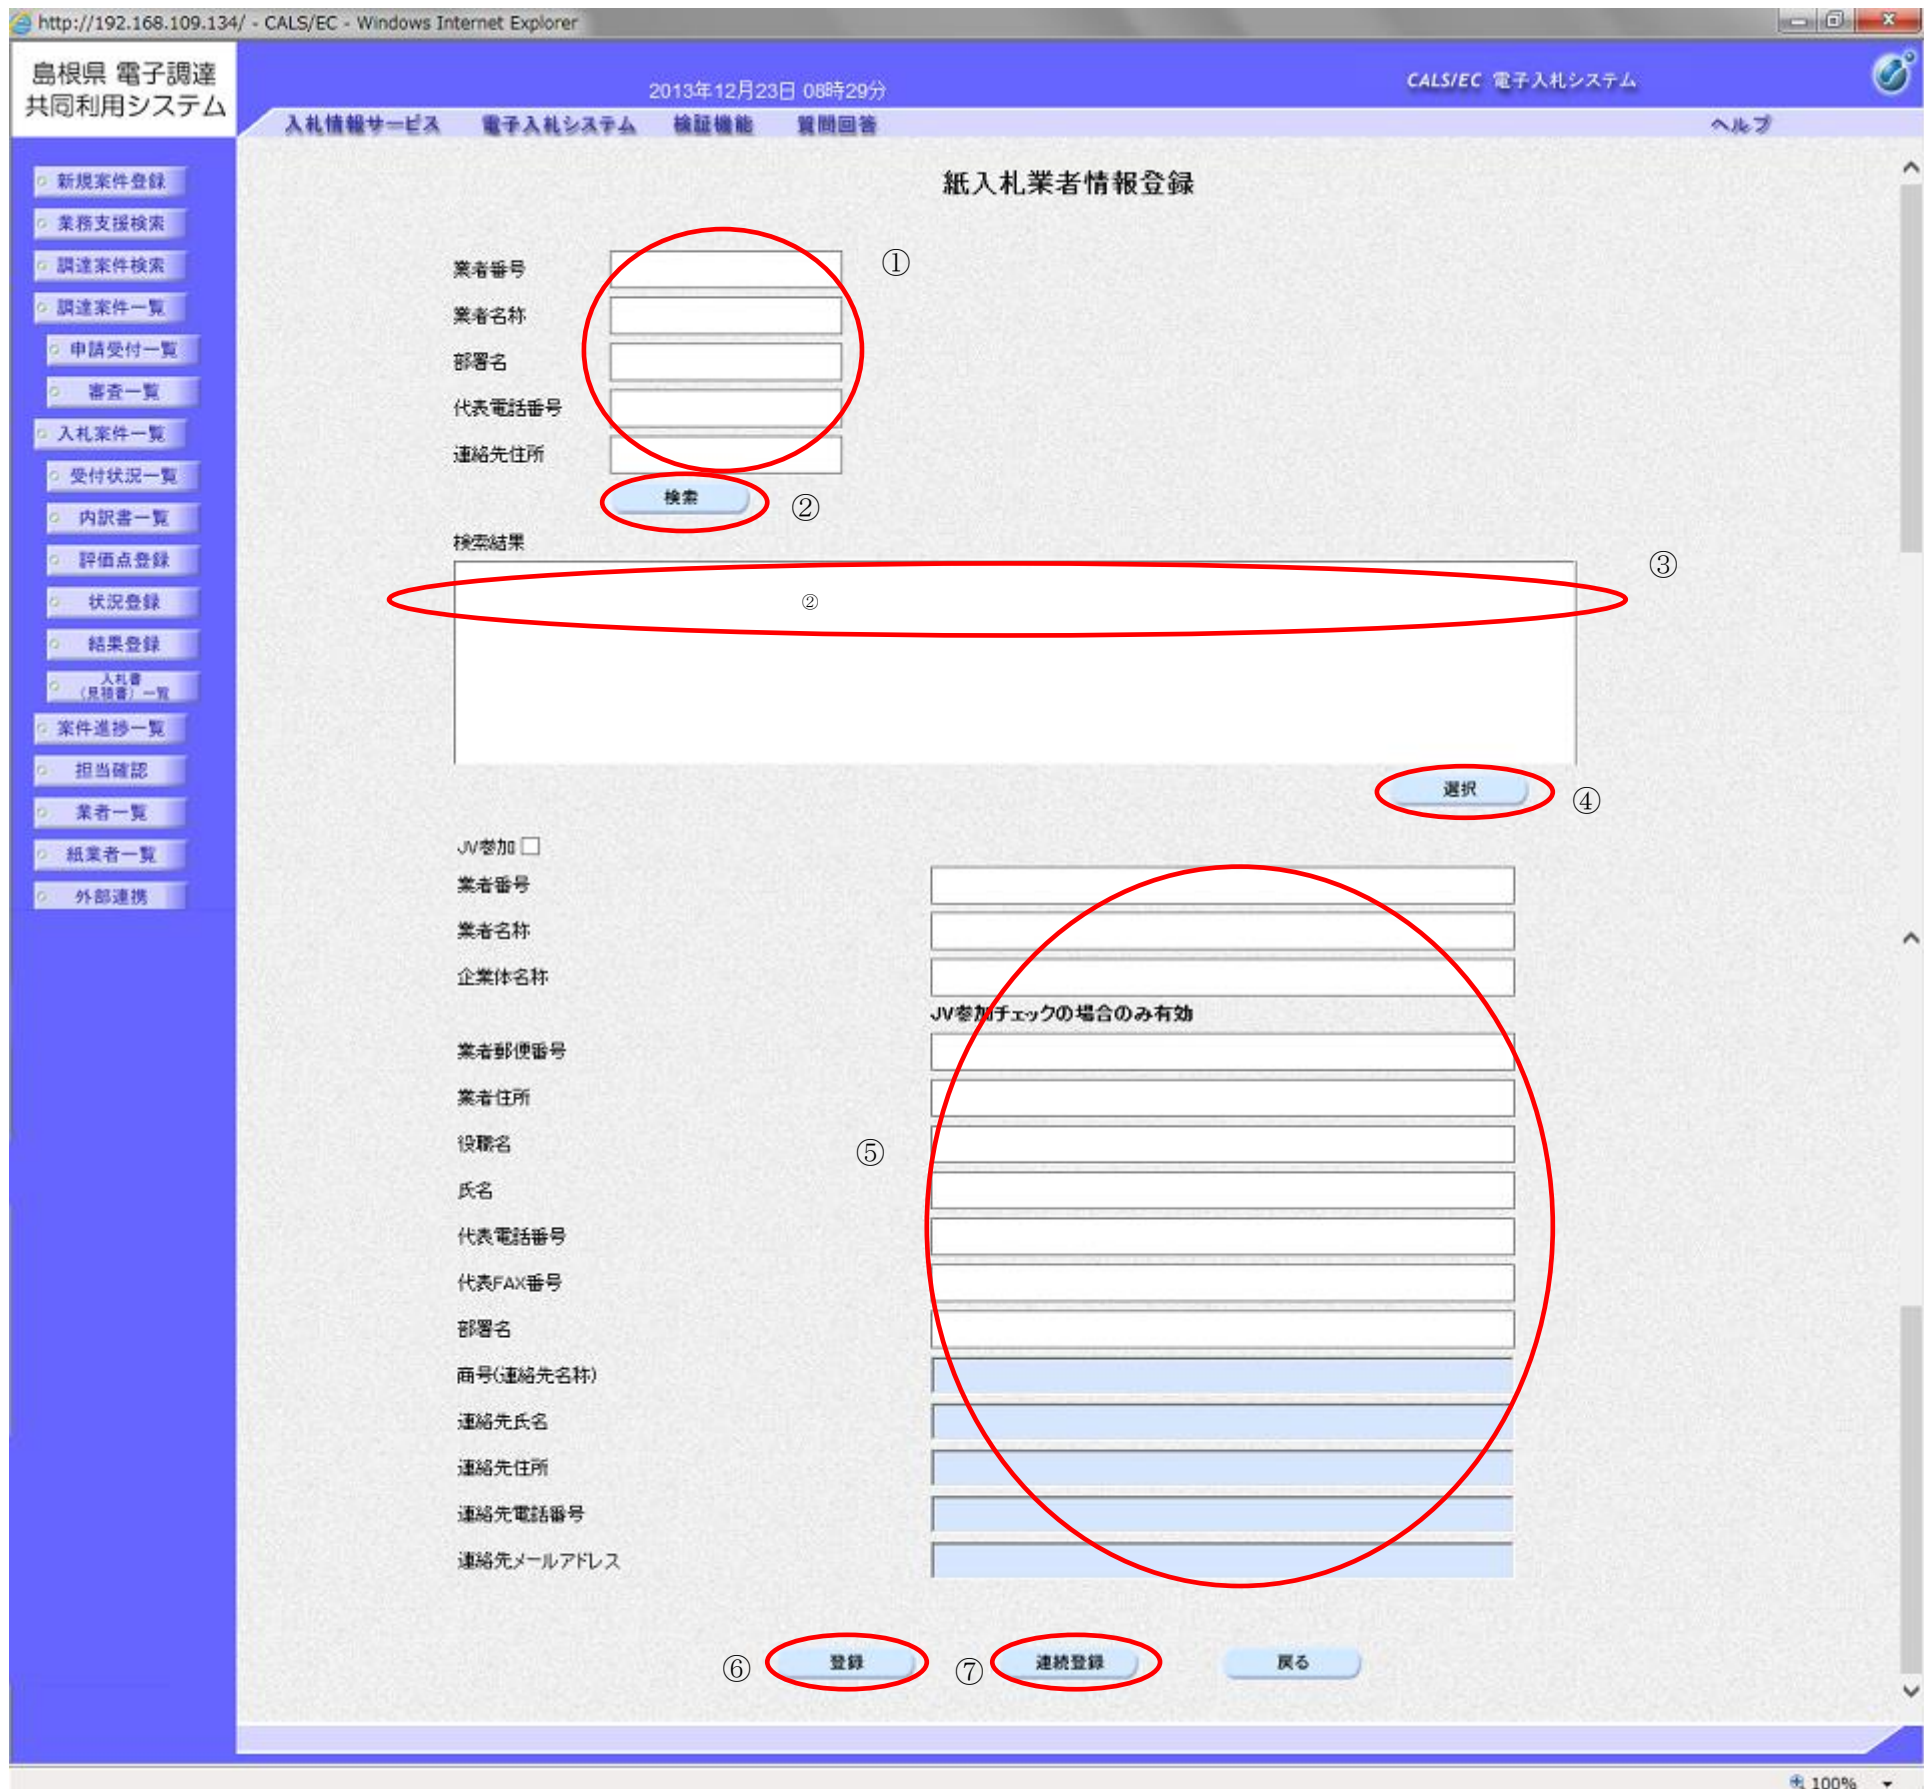 http://192.168.109.134/ - CALS/EC - Windows Internet Explorer
島根県 電子調達
共同利用システム
2013年12月23日 08時29分
CALS/EC 電子入札システム
入札情報サービス 電子入札システム 検証機能 質問回答 ヘルプ
新規案件登録
業務支援検索
調達案件検索
調達案件一覧
申請受付一覧
審査一覧
入札案件一覧
受付状況一覧
内訳書一覧
評価点登録
状況登録
結果登録
入札書
(見積書)一覧
案件進捗一覧
担当確認
業者一覧
紙業者一覧
外部連携
紙入札業者情報登録
業者番号 ①
業者名称
部署名
代表電話番号
連絡先住所
検索 ②
検索結果
③
②
選択 ④
JV参加
業者番号
業者名称
企業体名称
JV参加チェックの場合のみ有効
業者郵便番号
業者住所
役職名 ⑤
氏名
代表電話番号
代表FAX番号
部署名
商号(連絡先名称)
連絡先氏名
連絡先住所
連絡先電話番号
連絡先メールアドレス
⑥ 登録 ⑦ 連続登録 戻る
100%